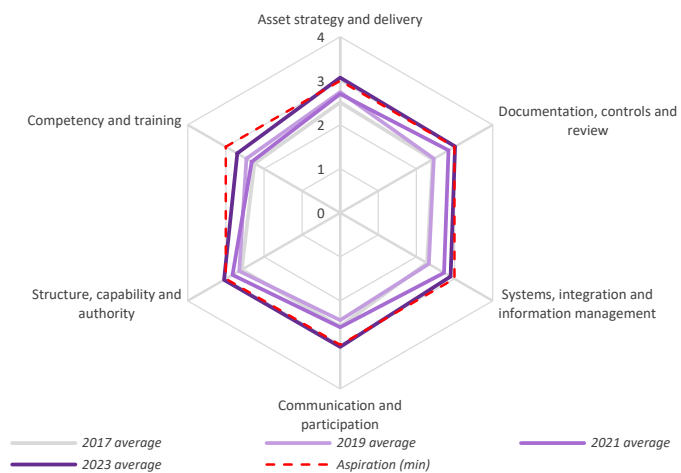 Asset strategy and delivery
4
3
2
1
0
Documentation, controls and
review
Systems, integration and
information management
Communication and
participation
Structure, capability and
authority
Competency and training
2017 average
2019 average
2021 average
2023 average
Aspiration (min)